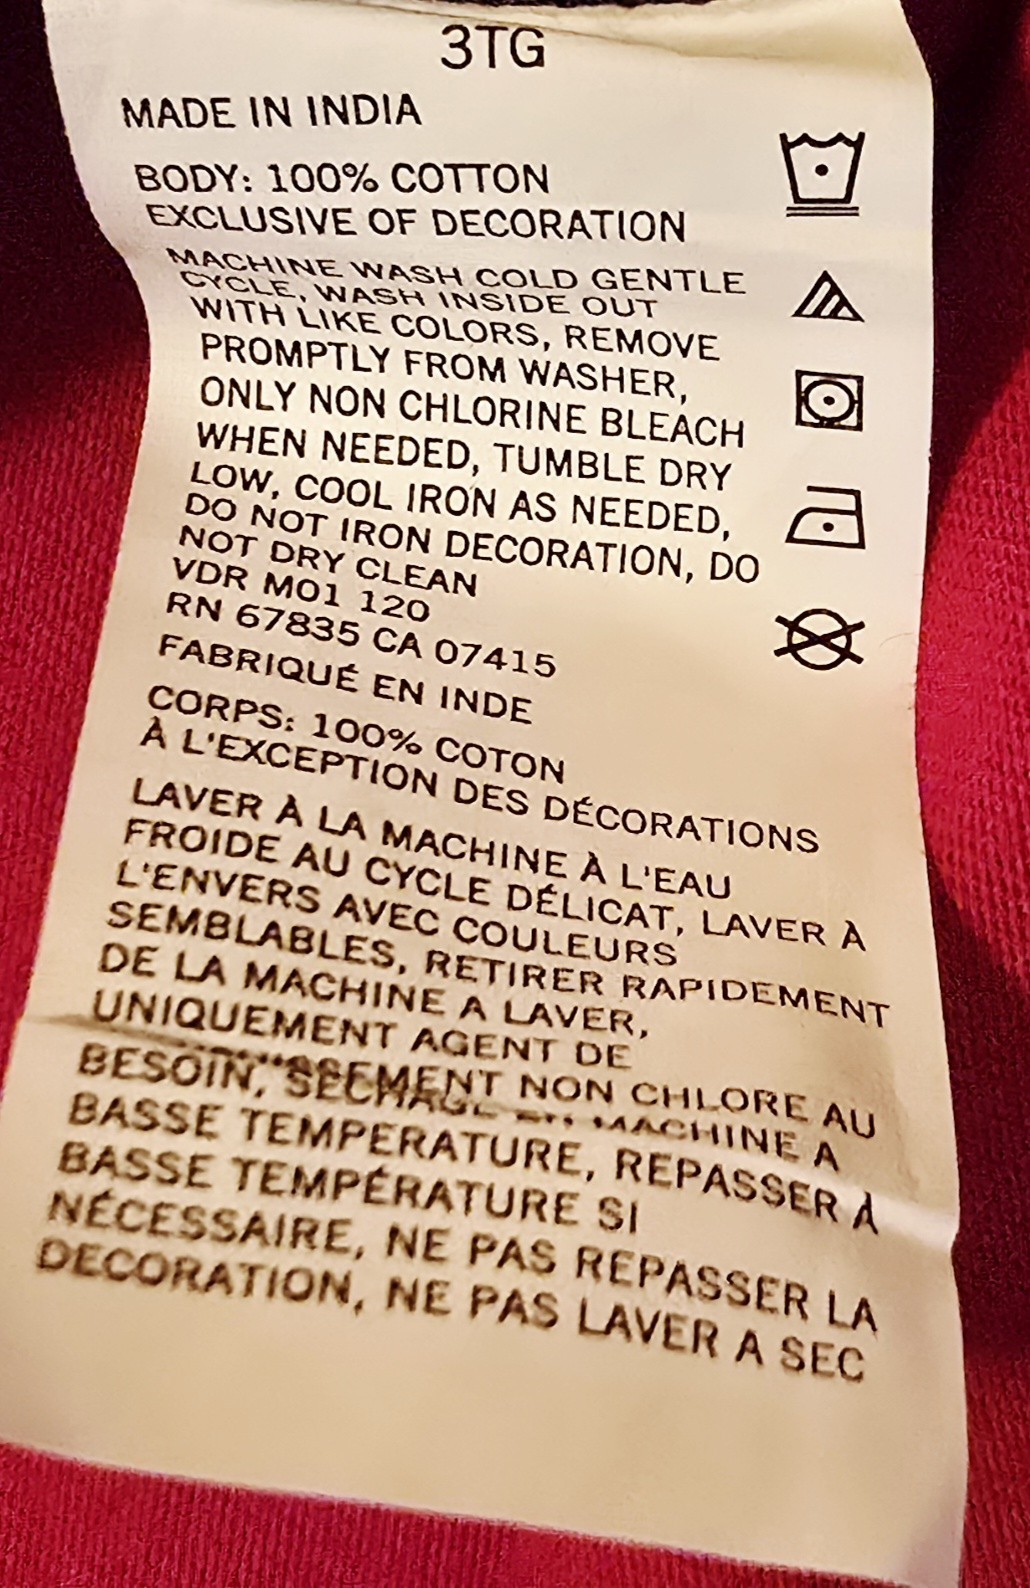 3TG
MADE IN INDIA
BODY: 100% COTTON
EXCLUSIVE OF DECORATION
MACHINE WASH COLD GENTLE
CYCLE, WASH INSIDE OUT
WITH LIKE COLORS, REMOVE
PROMPTLY FROM WASHER,
ONLY NON CHLORINE BLEACH
WHEN NEEDED, TUMBLE DRY
LOW, COOL IRON AS NEEDED,
DO NOT IRON DECORATION, DO
NOT DRY CLEAN
VDR M01 120
RN 67835 CA 07415
FABRIQUÉ EN INDE
CORPS: 100% COTON
À L'EXCEPTION DES DÉCORATIONS
LAVER À LA MACHINE À L'EAU
FROIDE AU CYCLE DÉLICAT, LAVER À
L'ENVERS AVEC COULEURS
SEMBLABLES, RETIRER RAPIDEMENT
DE LA MACHINE A LAVER,
UNIQUEMENT AGENT DE
NON CHLORE AU
BESOIN, MACHINE A
BASSE TEMPERATURE, REPASSER À
BASSE TEMPÉRATURE SI
NÉCESSAIRE, NE PAS REPASSER LA
DECORATION, NE PAS LAVER A SEC